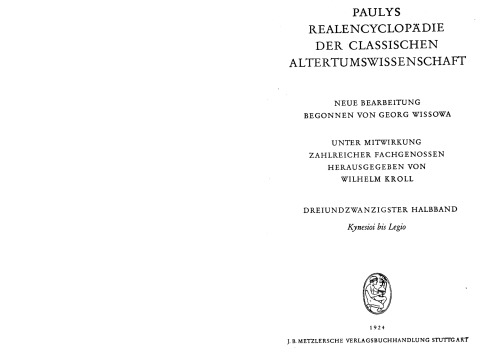 PAULYS
REALENCYCLOPÄDIE
DER CLASSISCHEN
ALTERTUMSWISSENSCHAFT
NEUE BEARBEITUNG
BEGONNEN VON GEORG WISSOWA
UNTER MITWIRKUNG
ZAHLREICHER FACHGENOSSEN
HERAUSGEGEBEN VON
WILHELM KROLL
DREIUNDZWANZIGSTER HALBBAND
Kynesioi bis Legio
1924
J. B. METZLERSCHE VERLAGSBUCHHANDLUNG STUTTGART